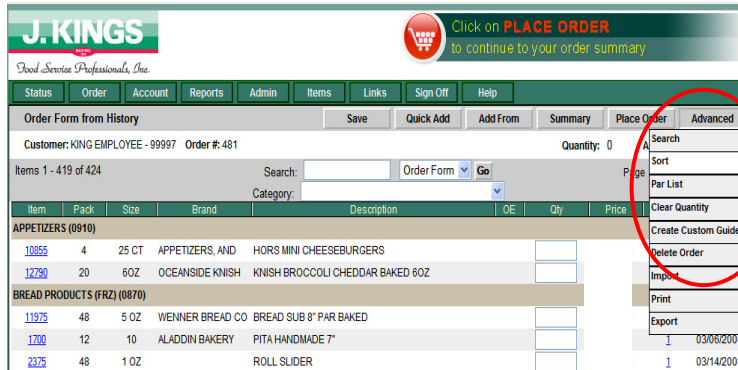 J.KINGS
Food Service Professionals, Inc.
Click on PLACE ORDER
to continue to your order summary
Status Order Account Reports Admin Items Links Sign Off Help
Order Form from History Save Quick Add Add From Summary Place Order Advanced
Customer: KING EMPLOYEE - 99997 Order #: 481 Quantity: 0 A
Items 1 - 419 of 424 Search: Order Form Go Page
Category:
Item Pack Size Brand Description OE Qty Price
APPETIZERS (0910)
10855 4 25 CT APPETIZERS, AND HORS MINI CHEESEBURGERS
12790 20 6OZ OCEANSIDE KNISH KNISH BROCCOLI CHEDDAR BAKED 6OZ
BREAD PRODUCTS (FRZ) (0870)
11975 48 5 OZ WENNER BREAD CO BREAD SUB 8" PAR BAKED
1700 12 10 ALADDIN BAKERY PITA HANDMADE 7" 1 03/06/200
2375 48 1 OZ ROLL SLIDER 1 03/14/200
Search
Sort
Par List
Clear Quantity
Create Custom Guide
Delete Order
Import
Print
Export